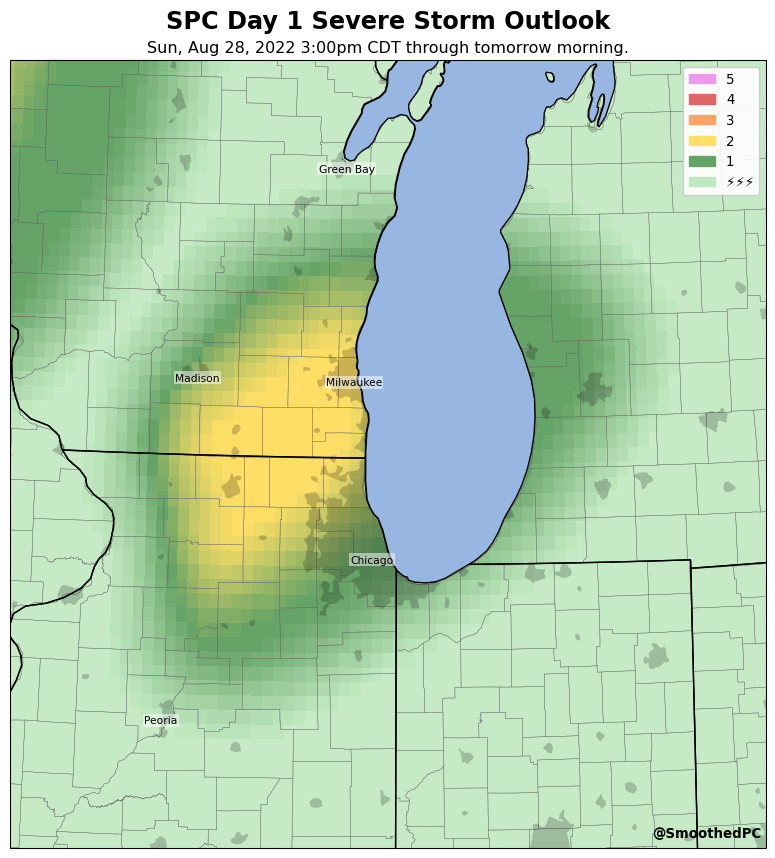 SPC Day 1 Severe Storm Outlook
Sun, Aug 28, 2022 3:00pm CDT through tomorrow morning.
5
4
3
2
1
⚡⚡⚡
Green Bay
Madison
Milwaukee
Chicago
Peoria
@SmoothedPC